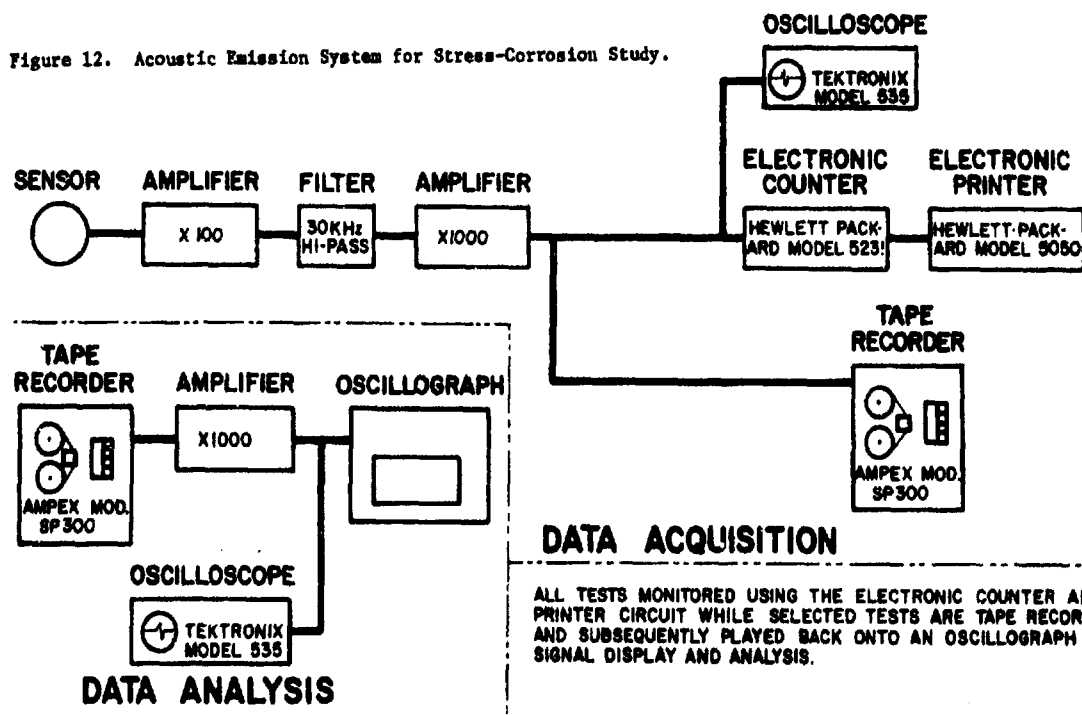 Figure 12. Acoustic Emission System for Stress-Corrosion Study.
OSCILLOSCOPE
TEKTRONIX
MODEL 535
SENSOR
AMPLIFIER
X 100
FILTER
30KHz
HI-PASS
AMPLIFIER
X1000
ELECTRONIC
COUNTER
HEWLETT PACK-
ARD MODEL 523!
ELECTRONIC
PRINTER
HEWLETT-PACK-
ARD MODEL 5050
TAPE
RECORDER
AMPEX MOD.
SP300
DATA ACQUISITION
TAPE
RECORDER
AMPEX MOD.
SP300
AMPLIFIER
X1000
OSCILLOGRAPH
OSCILLOSCOPE
TEKTRONIX
MODEL 535
DATA ANALYSIS
ALL TESTS MONITORED USING THE ELECTRONIC COUNTER
PRINTER CIRCUIT WHILE SELECTED TESTS ARE TAPE
AND SUBSEQUENTLY PLAYED BACK ONTO AN OSCILLOGRAPH
SIGNAL DISPLAY AND ANALYSIS.